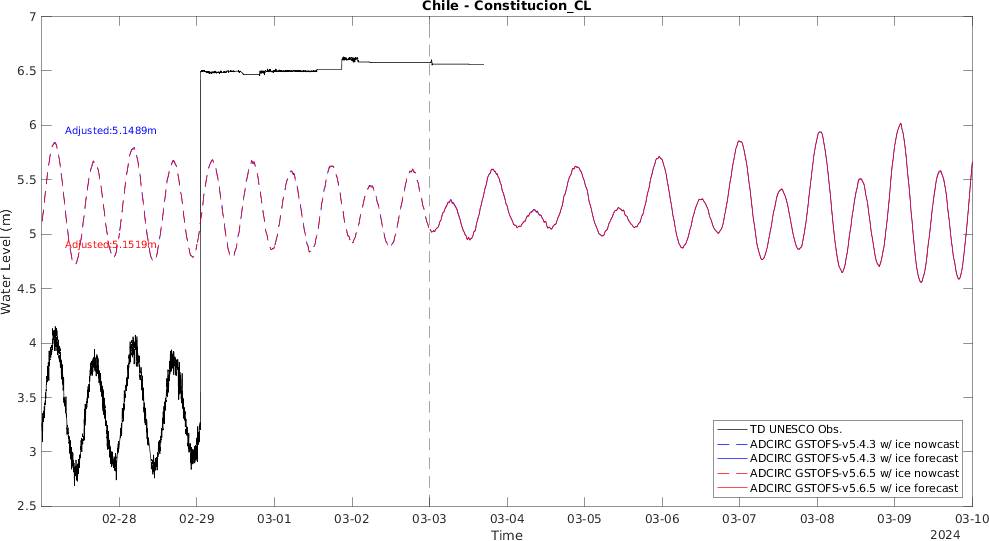 Chile - Constitucion_CL
7
6.5
6
5.5
5
4.5
4
3.5
3
2.5
Water Level (m)
Adjusted:5.1489m
Adjusted:5.1519m
TD UNESCO Obs.
ADCIRC GSTOFS-v5.4.3 w/ ice nowcast
ADCIRC GSTOFS-v5.4.3 w/ ice forecast
ADCIRC GSTOFS-v5.6.5 w/ ice nowcast
ADCIRC GSTOFS-v5.6.5 w/ ice forecast
02-28 02-29 03-01 03-02 03-03 03-04 03-05 03-06 03-07 03-08 03-09 03-10
Time
2024